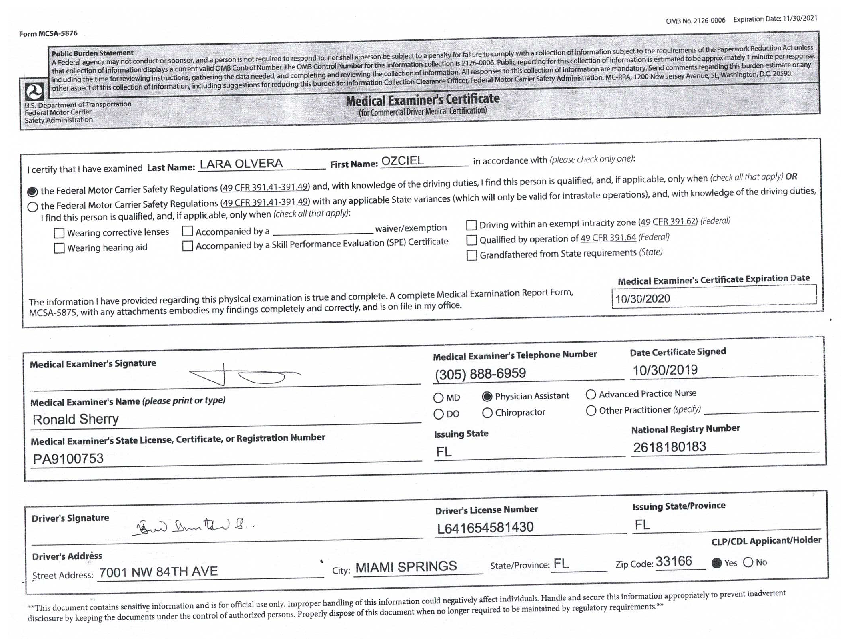 OMB No. 2126-0006 Expiration Date: 11/30/2021
Form MCSA-5876
Public Burden Statement
A Federal agency may not conduct or sponsor, and a person is not required to respond to, nor shall a person be subject to a penalty for failure to comply with a collection of information subject to the requirements of the Paperwork Reduction Act unless
that collection of information displays a current valid OMB Control Number. The OMB Control Number for this information collection is 2126-0006. Public reporting for this collection of information is estimated to be approximately 1 minute per response,
including the time for reviewing instructions, gathering the data needed, and completing and reviewing the collection of information. All responses to this collection of information are mandatory. Send comments regarding this burden estimate or any
other aspect of this collection of information, including suggestions for reducing this burden to: Information Collection Clearance Officer, Federal Motor Carrier Safety Administration, MC-RRA, 1200 New Jersey Avenue, SE, Washington, D.C. 20590.
U.S. Department of Transportation
Federal Motor Carrier
Safety Administration
Medical Examiner's Certificate
(for Commercial Driver Medical Certification)
I certify that I have examined Last Name: LARA OLVERA First Name: OZCIEL in accordance with (please check only one):
the Federal Motor Carrier Safety Regulations (49 CFR 391.41-391.49) and, with knowledge of the driving duties, I find this person is qualified, and, if applicable, only when (check all that apply) OR
the Federal Motor Carrier Safety Regulations (49 CFR 391.41-391.49) with any applicable State variances (which will only be valid for intrastate operations), and, with knowledge of the driving duties,
I find this person is qualified, and, if applicable, only when (check all that apply):
Wearing corrective lenses Accompanied by a waiver/exemption Driving within an exempt intracity zone (49 CFR 391.62) (Federal)
Wearing hearing aid Accompanied by a Skill Performance Evaluation (SPE) Certificate Qualified by operation of 49 CFR 391.64 (Federal)
Grandfathered from State requirements (State)
Medical Examiner's Certificate Expiration Date
The information I have provided regarding this physical examination is true and complete. A complete Medical Examination Report Form,
MCSA-5875, with any attachments embodies my findings completely and correctly, and is on file in my office.
10/30/2020
Medical Examiner's Signature
Medical Examiner's Telephone Number
(305) 888-6959
Date Certificate Signed
10/30/2019
Medical Examiner's Name (please print or type)
Ronald Sherry
MD Physician Assistant Advanced Practice Nurse
DO Chiropractor Other Practitioner (specify)
Medical Examiner's State License, Certificate, or Registration Number
PA9100753
Issuing State
FL
National Registry Number
2618180183
Driver's Signature
Driver's License Number
L641654581430
Issuing State/Province
FL
Driver's Address
Street Address: 7001 NW 84TH AVE City: MIAMI SPRINGS State/Province: FL Zip Code: 33166
CLP/CDL Applicant/Holder
Yes No
**This document contains sensitive information and is for official use only. Improper handling of this information could negatively affect individuals. Handle and secure this information appropriately to prevent inadvertent
disclosure by keeping the documents under the control of authorized persons. Properly dispose of this document when no longer required to be maintained by regulatory requirements.**